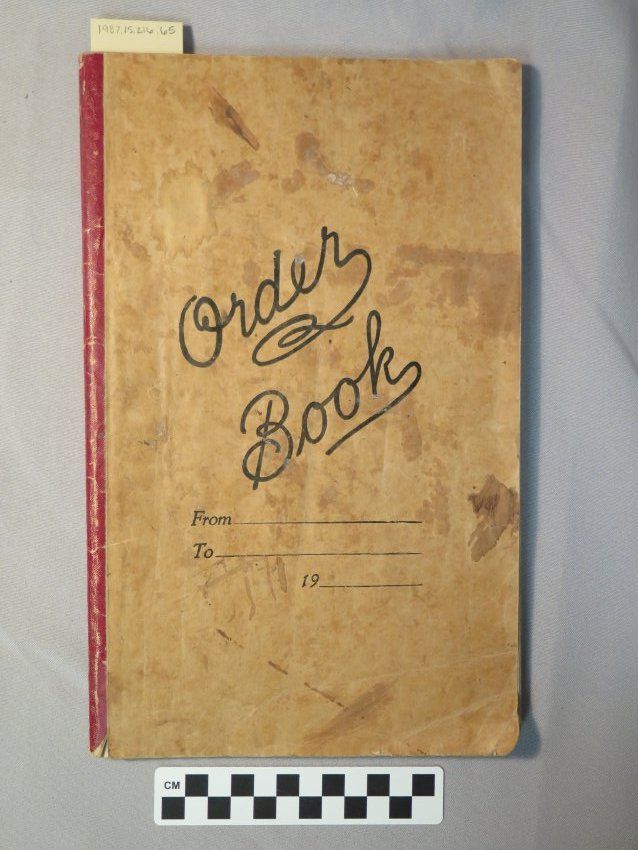 1987.15.216.65
Order
Book
From
To
19
CM